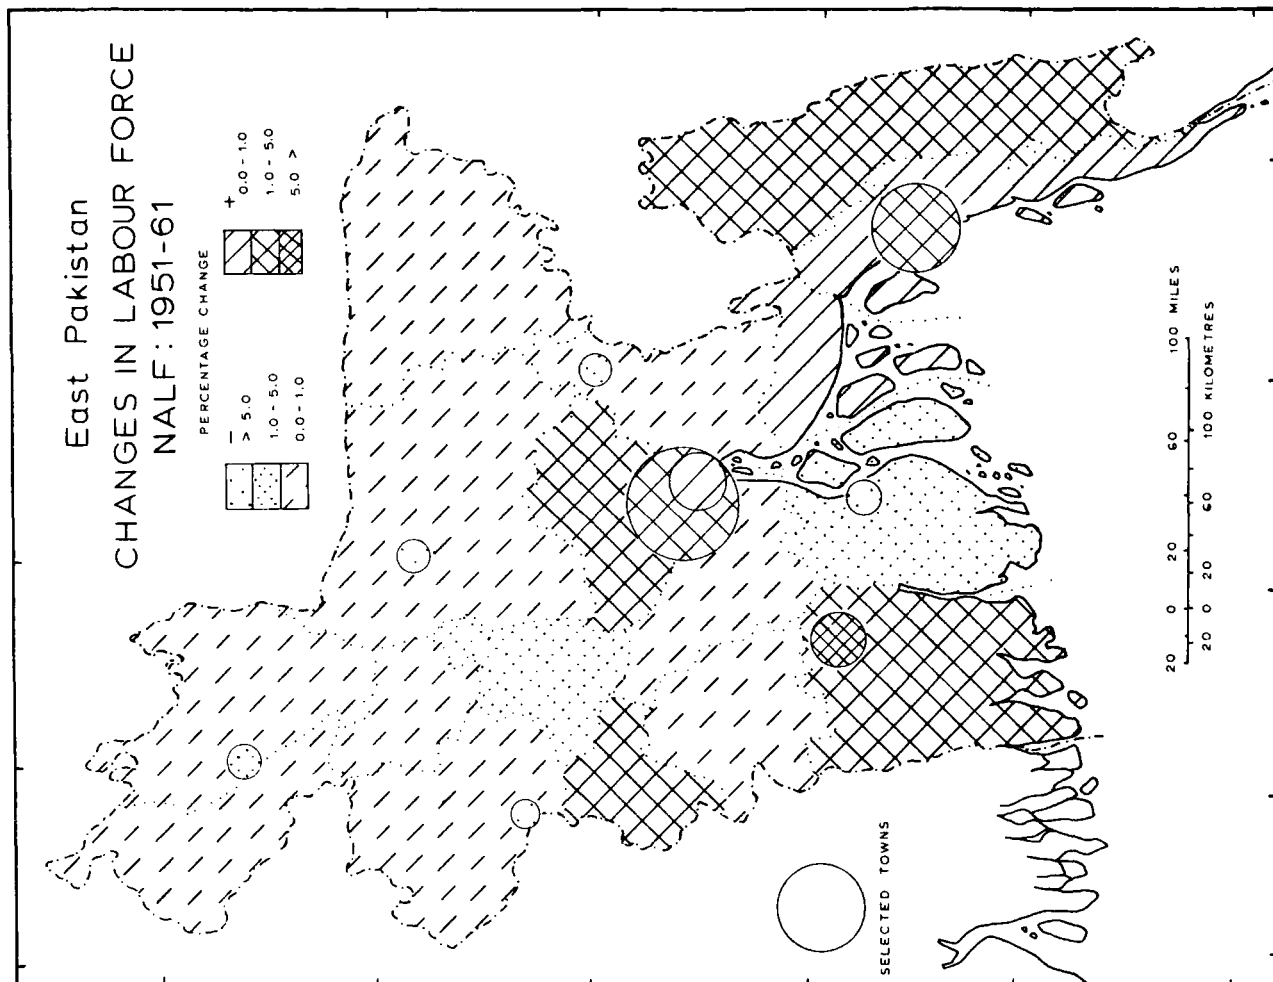 East Pakistan
CHANGES IN LABOUR FORCE
NALF: 1951-61
PERCENTAGE CHANGE
–
> 5.0
1.0 - 5.0
0.0 - 1.0
+
0.0 - 1.0
1.0 - 5.0
5.0 >
SELECTED TOWNS
20 0 20 60 60 100 MILES
20 0 20 60 100 KILOMETRES